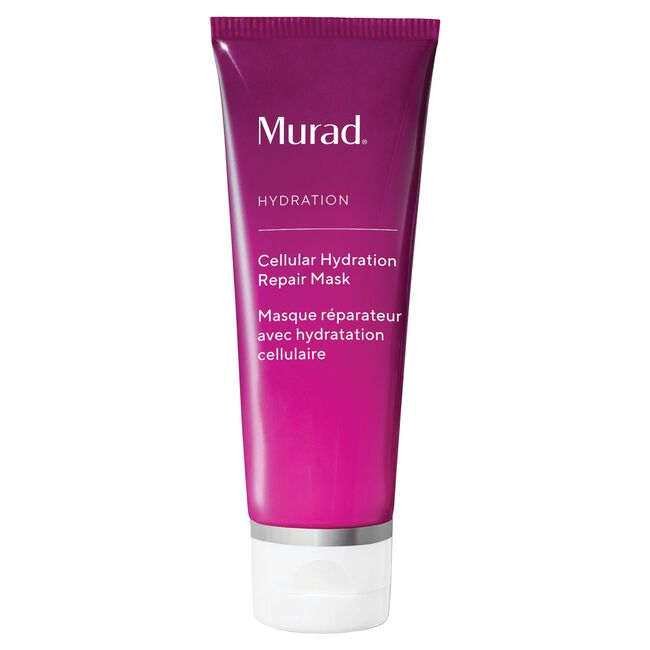 Murad®
HYDRATION
Cellular Hydration
Repair Mask
Masque réparateur
avec hydratation
cellulaire